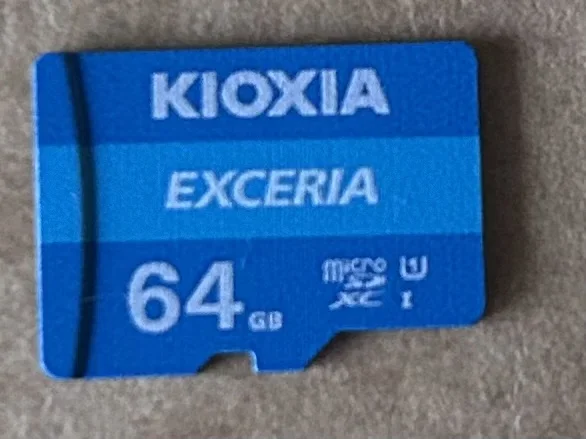 KIOXIA
EXCERIA
64 GB
micro SD XC U1 I